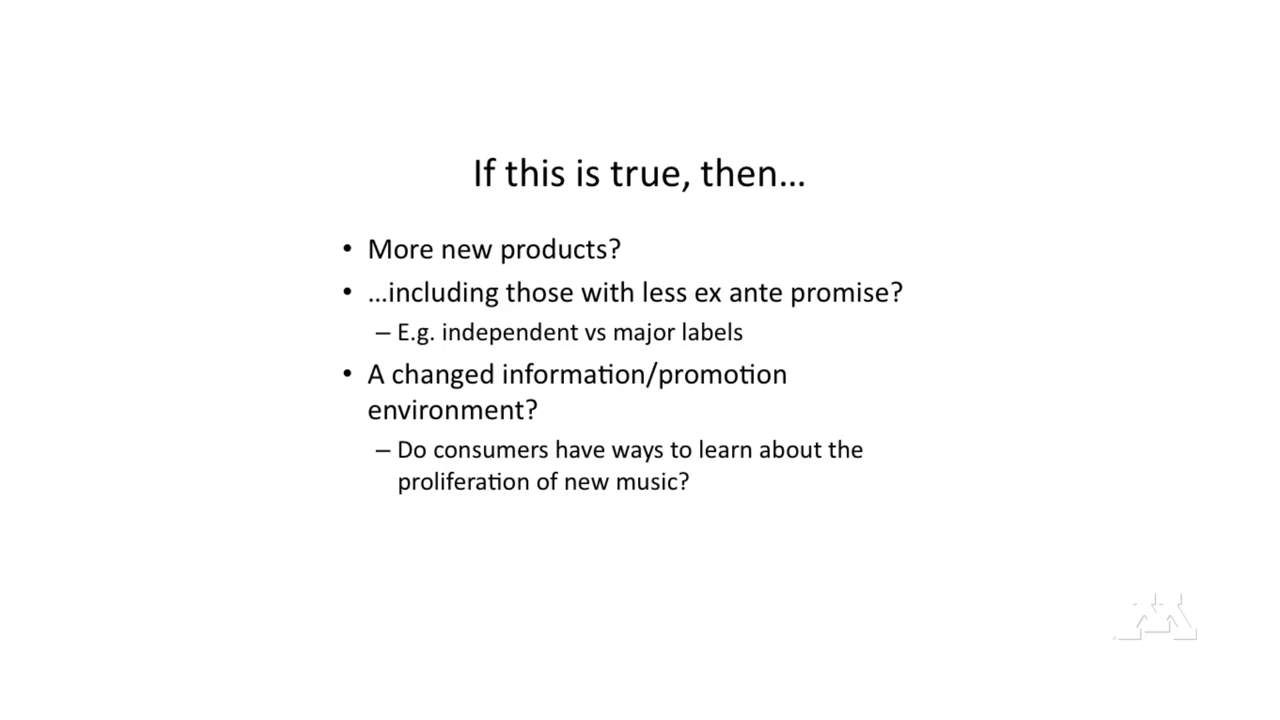 If this is true, then…
• More new products?
• …including those with less ex ante promise?
– E.g. independent vs major labels
• A changed information/promotion
environment?
– Do consumers have ways to learn about the
proliferation of new music?